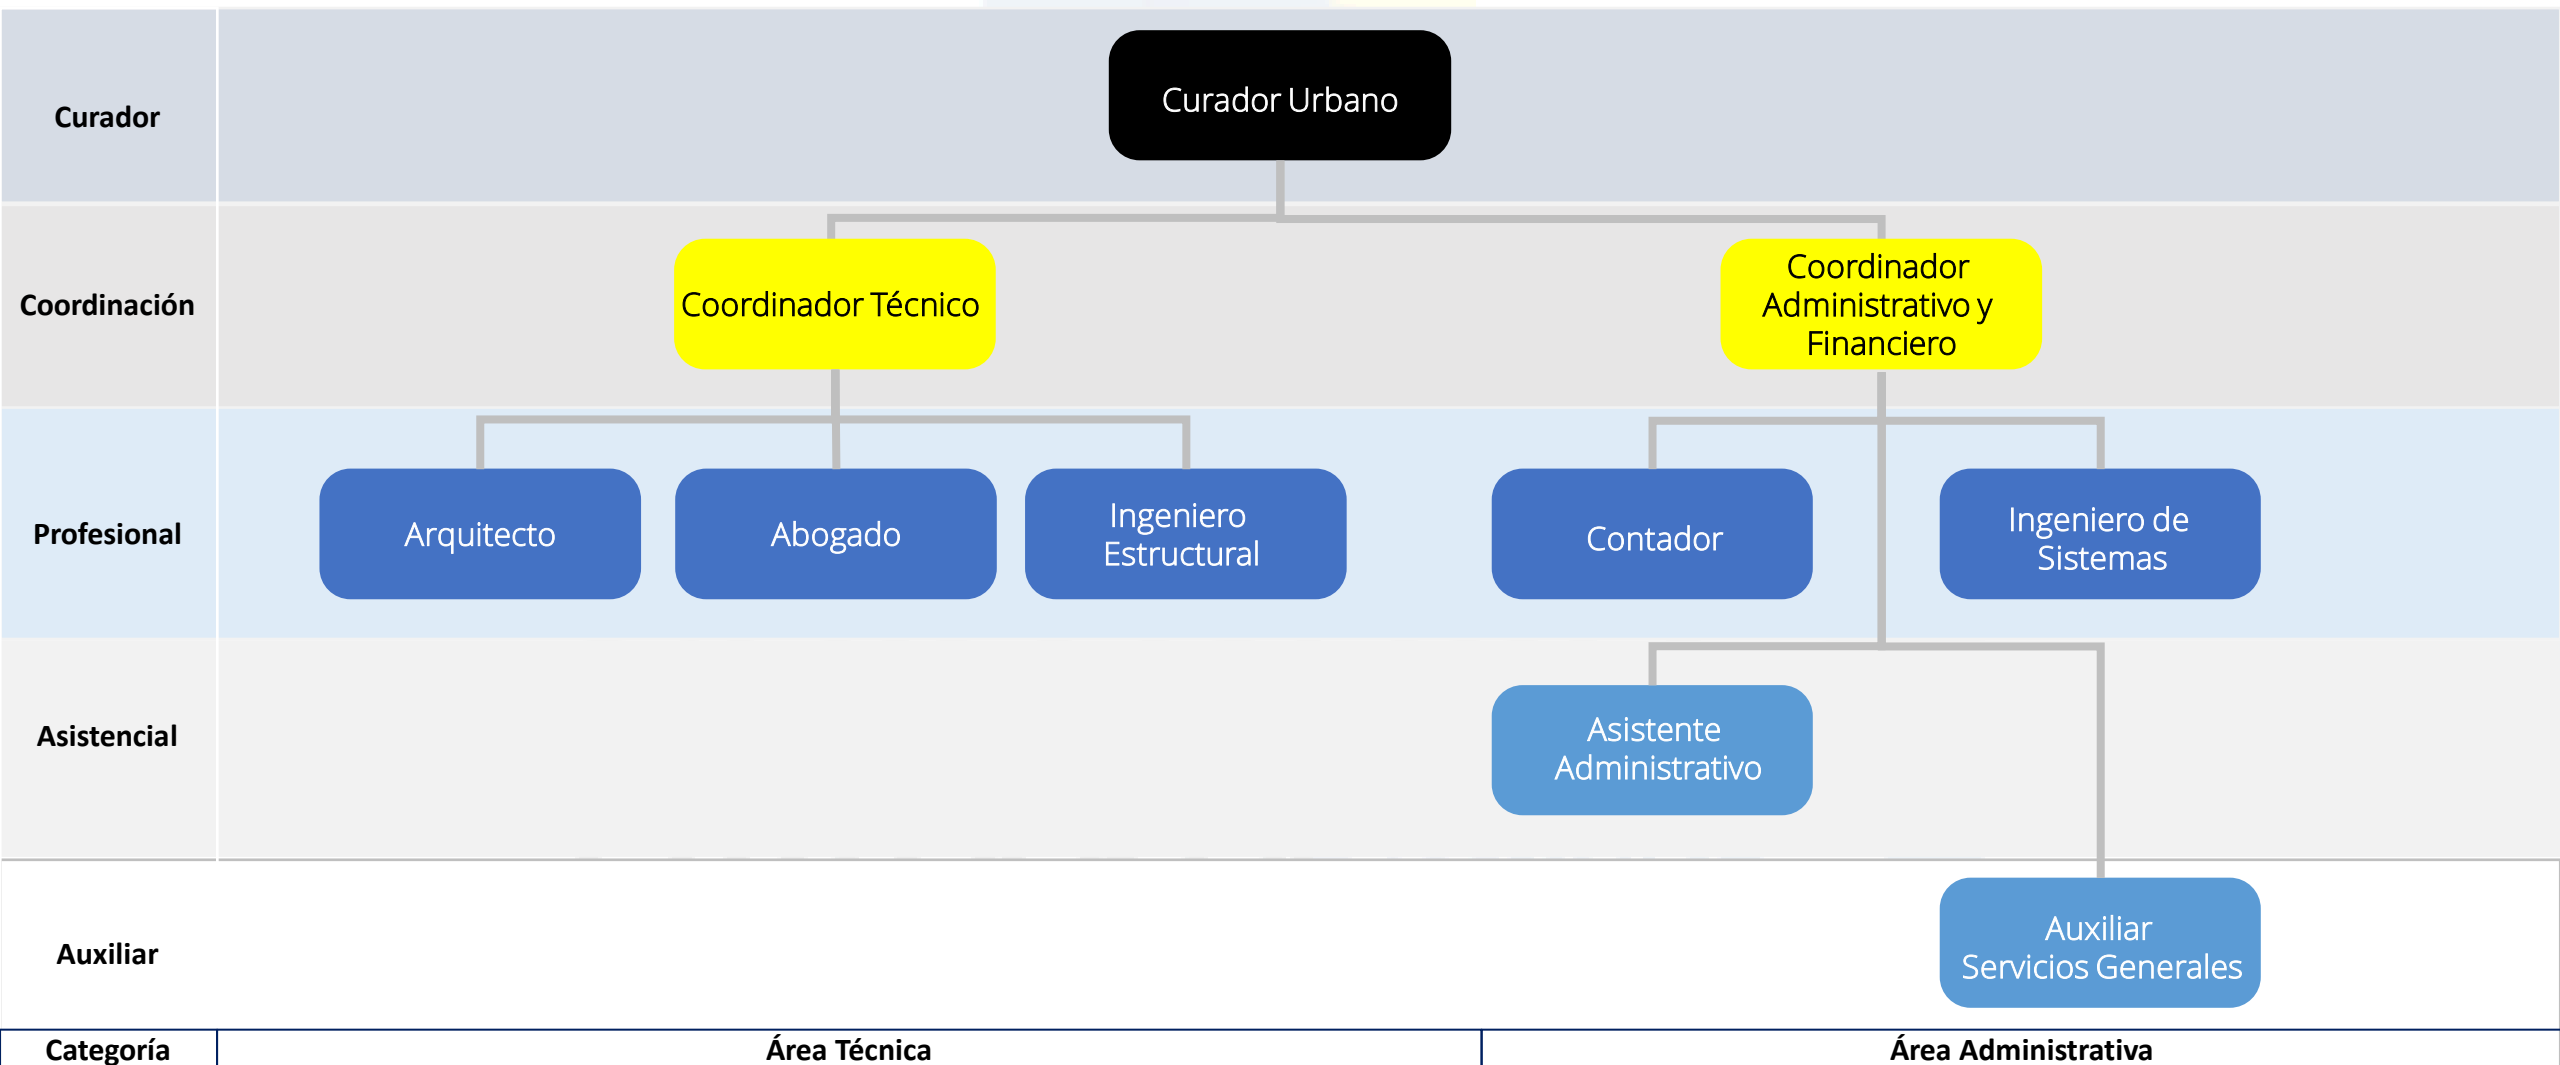 Curador
Curador Urbano
Coordinación
Coordinador Técnico
Coordinador
Administrativo y
Financiero
Profesional
Arquitecto
Abogado
Ingeniero
Estructural
Contador
Ingeniero de
Sistemas
Asistencial
Asistente
Administrativo
Auxiliar
Auxiliar
Servicios Generales
Categoría
Área Técnica
Área Administrativa